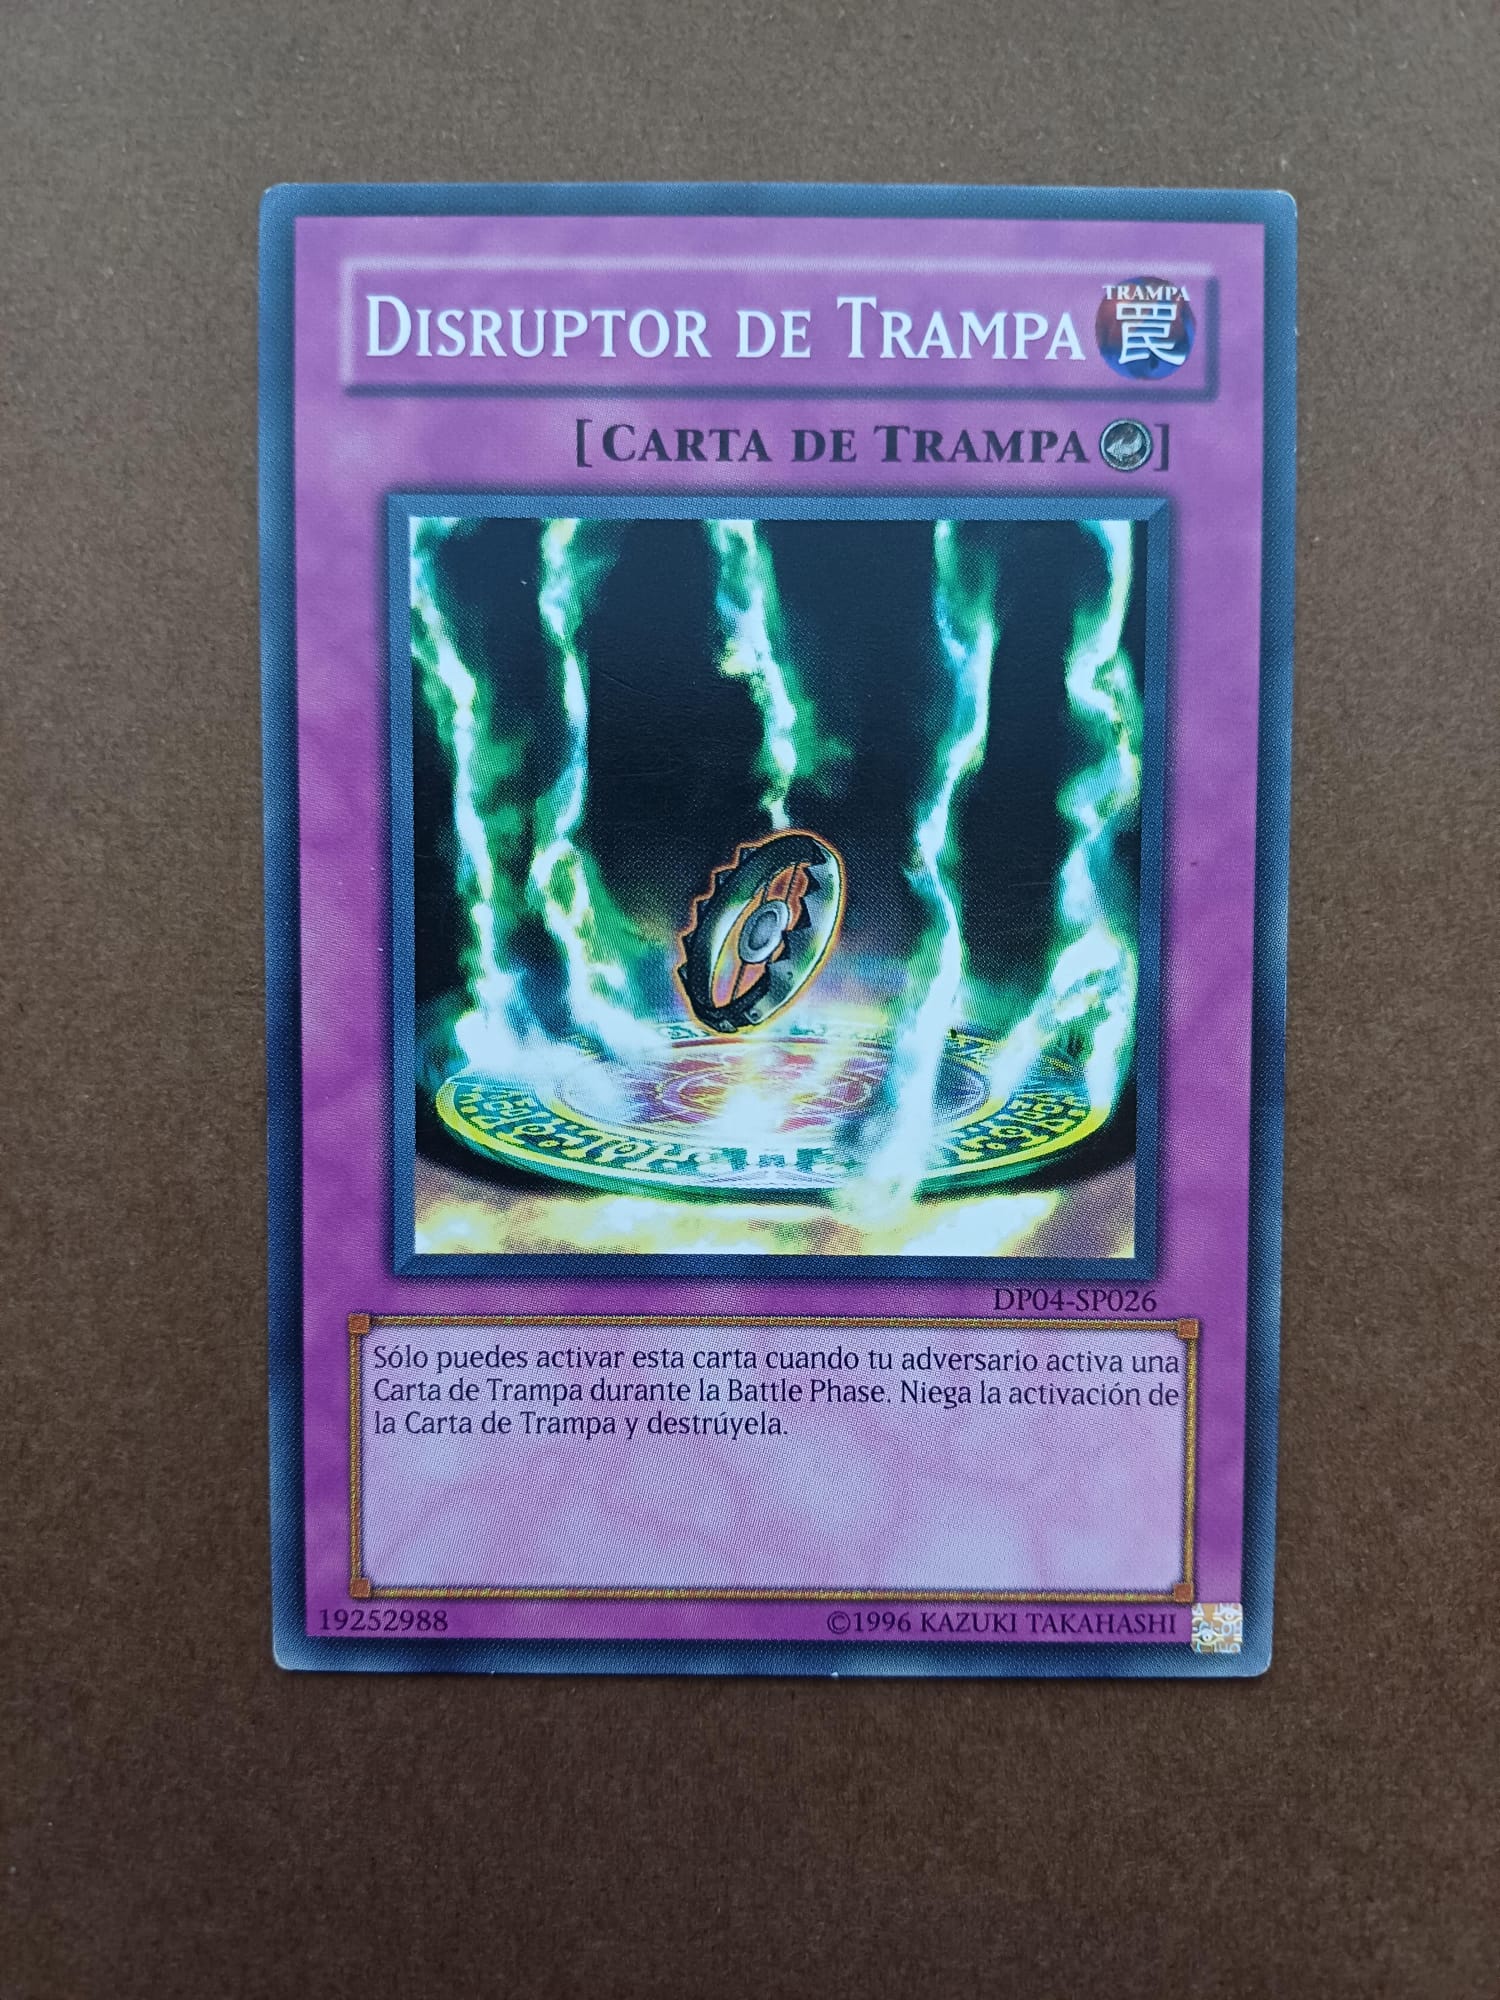 DISRUPTOR DE TRAMPA
TRAMPA
罠
[CARTA DE TRAMPA]
DP04-SP026
Sólo puedes activar esta carta cuando tu adversario activa una
Carta de Trampa durante la Battle Phase. Niega la activación de
la Carta de Trampa y destrúyela.
19252988
©1996 KAZUKI TAKAHASHI